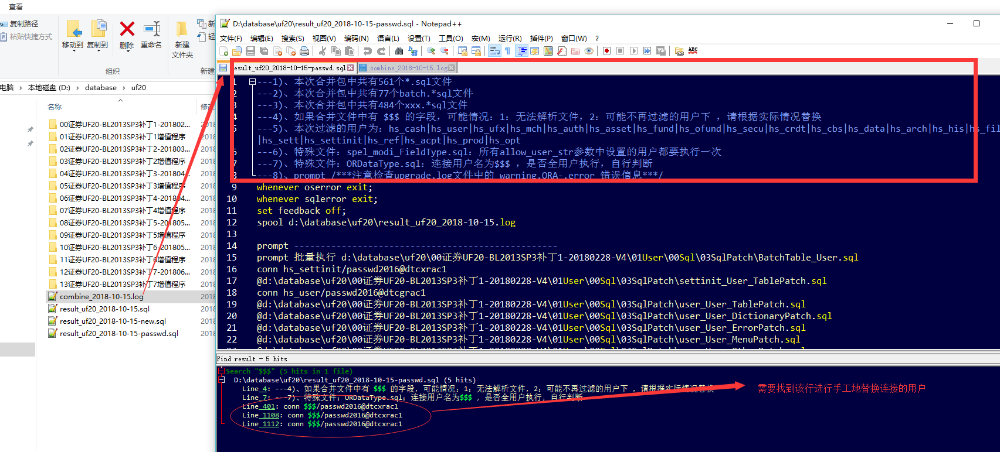 查看
复制路径
粘贴快捷方式
移动到 复制到 删除 重命名
新建
文件夹
组织
新建
电脑 > 本地磁盘 (D:) > database > uf20
名称
修改
00证券UF20-BL2013SP3补丁1-201802...
01证券UF20-BL2013SP3补丁1增值程序
02证券UF20-BL2013SP3补丁2-201803...
03证券UF20-BL2013SP3补丁2增值程序
04证券UF20-BL2013SP3补丁3-201804...
05证券UF20-BL2013SP3补丁3增值程序
06证券UF20-BL2013SP3补丁4-201804...
07证券UF20-BL2013SP3补丁4增值程序
08证券UF20-BL2013SP3补丁5-201805...
09证券UF20-BL2013SP3补丁5增值程序
10证券UF20-BL2013SP3补丁6-201805...
11证券UF20-BL2013SP3补丁6增值程序
12证券UF20-BL2013SP3补丁7-201806...
13证券UF20-BL2013SP3补丁7增值程序
combine_2018-10-15.log
result_uf20_2018-10-15.sql
result_uf20_2018-10-15-new.sql
result_uf20_2018-10-15-passwd.sql
D:\database\uf20\result_uf20_2018-10-15-passwd.sql - Notepad++
文件(F) 编辑(E) 搜索(S) 视图(V) 编码(N) 语言(L) 设置(T) 工具(O) 宏(M) 运行(R) 插件(P) 窗口(W) ?
result_uf20_2018-10-15-passwd.sql combine_2018-10-15.log
1 ---1)、本次合并包中共有561个*.sql文件
2 ---2)、本次合并包中共有77个batch.*sql文件
3 ---3)、本次合并包中共有484个xxx.*sql文件
4 ---4)、如果合并文件中有 $$$ 的字段，可能情况：1：无法解析文件，2：可能不再过滤的用户下 ，请根据实际情况替换
5 ---5)、本次过滤的用户为：hs_cash|hs_user|hs_ufx|hs_mch|hs_auth|hs_asset|hs_fund|hs_ofund|hs_secu|hs_crdt|hs_cbs|hs_data|hs_arch|hs_his|hs_fil
|hs_sett|hs_settinit|hs_ref|hs_acpt|hs_prod|hs_opt
6 ---6)、特殊文件：spel_modi_FieldType.sql：所有allow_user_str参数中设置的用户都要执行一次
7 ---7)、特殊文件：ORDataType.sql：连接用户名为$$$ ，是否全用户执行，自行判断
8 ---8)、prompt /***注意检查upgrade.log文件中的 warning,ORA-,error 错误信息***/
9 whenever oserror exit;
10 whenever sqlerror exit;
11 set feedback off;
12 spool d:\database\uf20\result_uf20_2018-10-15.log
13
14 prompt --------------------------------------------------
15 prompt 批量执行 d:\database\uf20\00证券UF20-BL2013SP3补丁1-20180228-V4\01User\00Sql\03SqlPatch\BatchTable_User.sql
16 conn hs_settinit/passwd2016@dtcxrac1
17 @d:\database\uf20\00证券UF20-BL2013SP3补丁1-20180228-V4\01User\00Sql\03SqlPatch\settinit_User_TablePatch.sql
18 conn hs_user/passwd2016@dtcgrac1
19 @d:\database\uf20\00证券UF20-BL2013SP3补丁1-20180228-V4\01User\00Sql\03SqlPatch\user_User_TablePatch.sql
20 @d:\database\uf20\00证券UF20-BL2013SP3补丁1-20180228-V4\01User\00Sql\03SqlPatch\user_User_DictionaryPatch.sql
21 @d:\database\uf20\00证券UF20-BL2013SP3补丁1-20180228-V4\01User\00Sql\03SqlPatch\user_User_ErrorPatch.sql
22 @d:\database\uf20\00证券UF20-BL2013SP3补丁1-20180228-V4\01User\00Sql\03SqlPatch\user_User_MenuPatch.sql
Find result - 5 hits
Search "$$$" (5 hits in 1 file)
D:\database\uf20\result_uf20_2018-10-15-passwd.sql (5 hits)
Line 4: ---4)、如果合并文件中有 $$$ 的字段，可能情况：1：无法解析文件，2：可能不再过滤的用户下 ，请根据实际情况替换
Line 7: ---7)、特殊文件：ORDataType.sql：连接用户名为$$$ ，是否全用户执行，自行判断
Line 401: conn $$$/passwd2016@dtcxrac1
Line 1108: conn $$$/passwd2016@dtcxrac1
Line 1112: conn $$$/passwd2016@dtcxrac1
需要找到该行进行手工地替换连接的用户